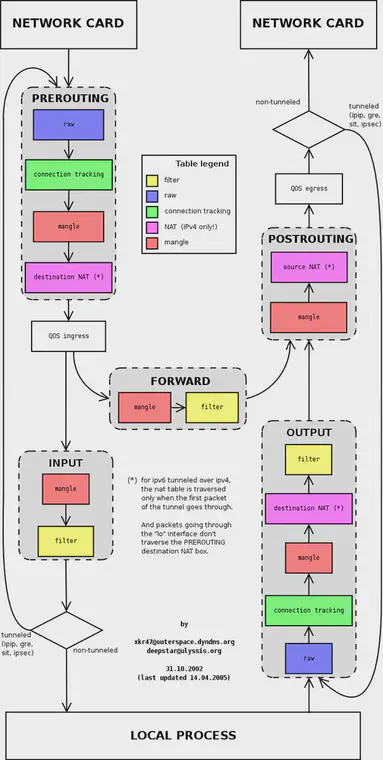 NETWORK CARD
NETWORK CARD
PREROUTING
raw
connection tracking
mangle
destination NAT (*)
QOS ingress
non-tunneled
tunneled
(ipip, gre,
sit, ipsec)
Table legend
filter
raw
connection tracking
NAT (IPv4 only!)
mangle
QOS egress
POSTROUTING
source NAT (*)
mangle
FORWARD
mangle
filter
INPUT
mangle
filter
(*) for ipv6 tunneled over ipv4,
the nat table is traversed
only when the first packet
of the tunnel goes through.
And packets going through
the "lo" interface don't
traverse the PREROUTING
destination NAT box.
OUTPUT
filter
destination NAT (*)
mangle
connection tracking
raw
tunneled
(ipip, gre,
sit, ipsec)
non-tunneled
by
xkr47@outerspace.dyndns.org
deepstar@ulyssis.org
31.10.2002
(last updated 14.04.2005)
LOCAL PROCESS